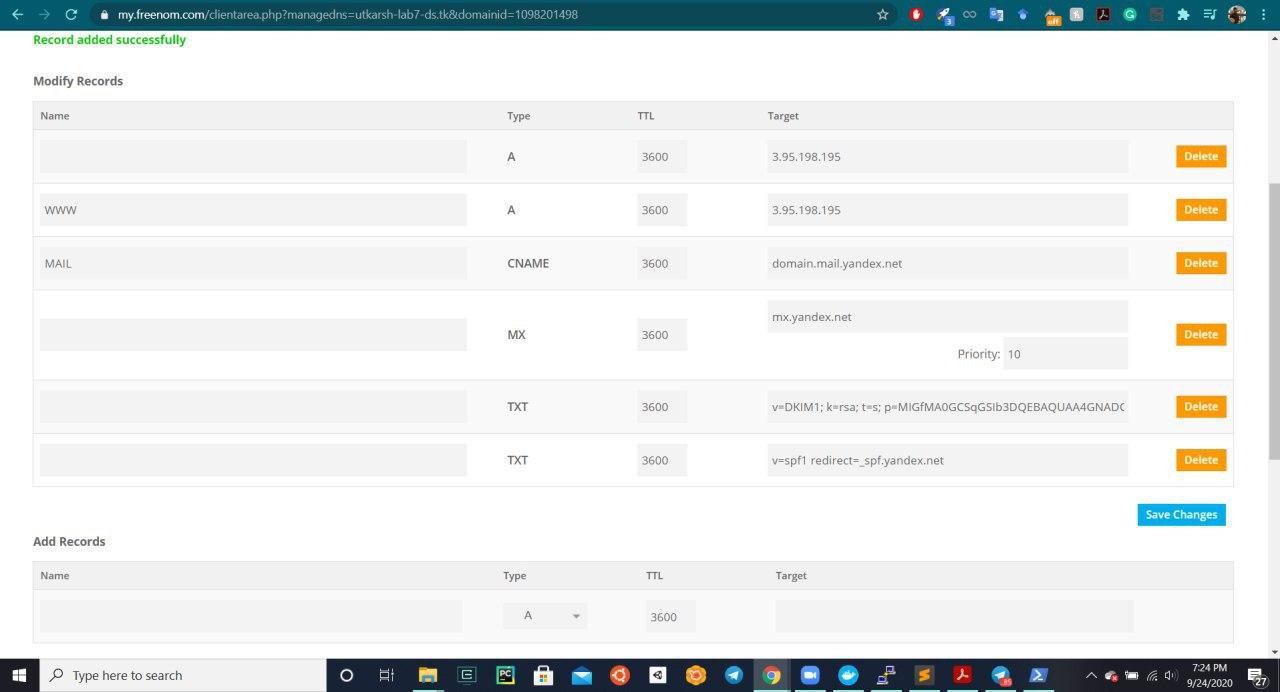 my.freenom.com/clientarea.php?managedns=utkarsh-lab7-ds.tk&domainid=1098201498
Record added successfully
Modify Records
Name Type TTL Target
A 3600 3.95.198.195 Delete
WWW A 3600 3.95.198.195 Delete
MAIL CNAME 3600 domain.mail.yandex.net Delete
MX 3600 mx.yandex.net Delete
Priority: 10
TXT 3600 v=DKIM1; k=rsa; t=s; p=MIGfMA0GCSqGSIb3DQEBAQUAA4GNADC Delete
TXT 3600 v=spf1 redirect=_spf.yandex.net Delete
Save Changes
Add Records
Name Type TTL Target
A 3600
Type here to search
7:24 PM
9/24/2020
27